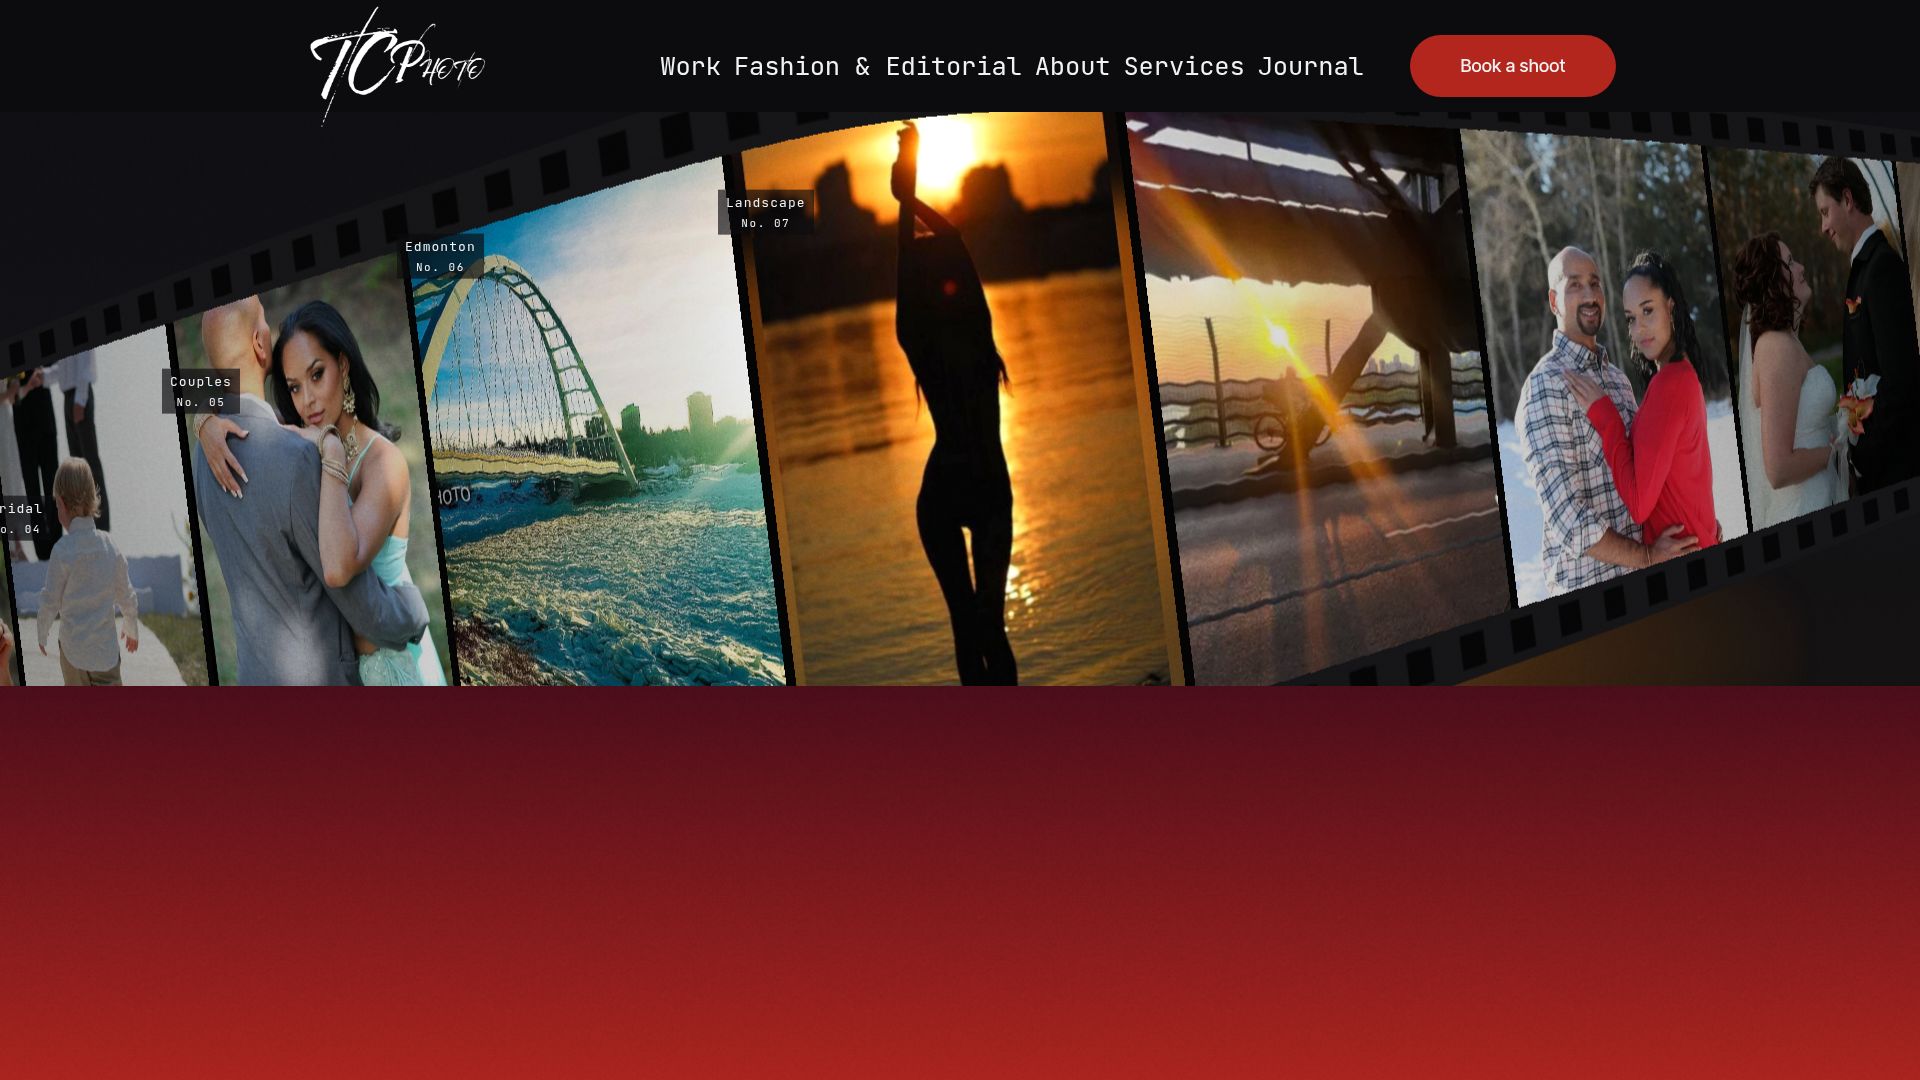 TCPhoto
Work Fashion & Editorial About Services Journal
Book a shoot
Landscape
No. 07
Edmonton
No. 06
Couples
No. 05
ridal
o. 04
HOTO